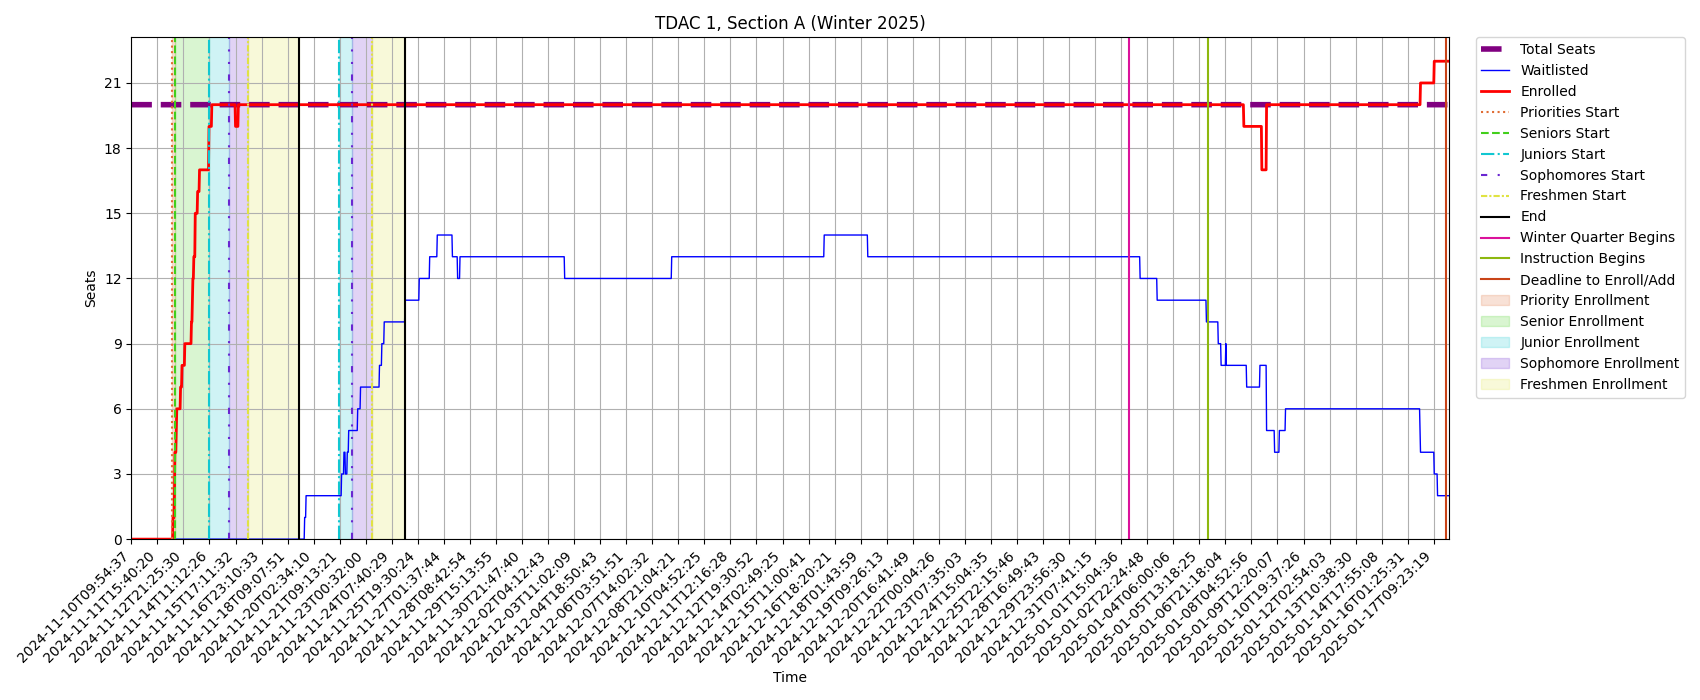 TDAC 1, Section A (Winter 2025)
Seats
21
18
15
12
9
6
3
0
2024-11-10T09:54:37
2024-11-11T15:40:20
2024-11-12T21:25:30
2024-11-14T11:12:26
2024-11-15T17:11:32
2024-11-16T23:10:33
2024-11-18T09:07:51
2024-11-20T02:34:10
2024-11-21T09:13:21
2024-11-23T00:32:00
2024-11-24T07:40:29
2024-11-25T19:30:24
2024-11-27T01:37:44
2024-11-28T08:42:54
2024-11-29T15:13:55
2024-11-30T21:47:40
2024-12-02T04:12:43
2024-12-03T11:02:09
2024-12-04T18:50:43
2024-12-06T03:51:51
2024-12-07T14:02:32
2024-12-08T21:04:21
2024-12-10T04:52:25
2024-12-11T12:16:28
2024-12-12T19:30:52
2024-12-14T02:49:25
2024-12-15T11:00:41
2024-12-16T18:20:21
2024-12-18T01:43:59
2024-12-19T09:26:13
2024-12-20T16:41:49
2024-12-22T00:04:26
2024-12-23T07:35:03
2024-12-24T15:04:35
2024-12-25T22:15:46
2024-12-28T16:49:43
2024-12-29T23:56:30
2024-12-31T07:41:15
2025-01-01T15:04:36
2025-01-02T22:24:48
2025-01-04T06:00:06
2025-01-05T13:18:25
2025-01-06T21:18:04
2025-01-08T04:52:56
2025-01-09T12:20:07
2025-01-10T19:37:26
2025-01-12T02:54:03
2025-01-13T10:38:30
2025-01-14T17:55:08
2025-01-16T01:25:31
2025-01-17T09:23:19
Time
Total Seats
Waitlisted
Enrolled
Priorities Start
Seniors Start
Juniors Start
Sophomores Start
Freshmen Start
End
Winter Quarter Begins
Instruction Begins
Deadline to Enroll/Add
Priority Enrollment
Senior Enrollment
Junior Enrollment
Sophomore Enrollment
Freshmen Enrollment